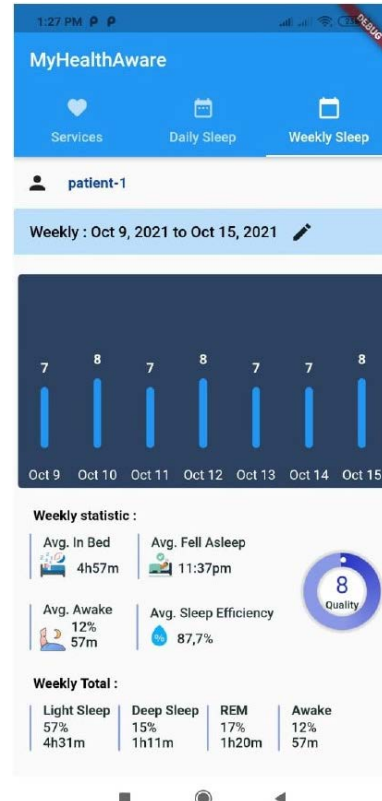 1:27 PM
DEBUG
MyHealthAware
Services Daily Sleep Weekly Sleep
patient-1
Weekly : Oct 9, 2021 to Oct 15, 2021
7 8 7 8 7 7 8
Oct 9 Oct 10 Oct 11 Oct 12 Oct 13 Oct 14 Oct 15
Weekly statistic :
Avg. In Bed Avg. Fell Asleep
4h57m 11:37pm
8
Quality
Avg. Awake Avg. Sleep Efficiency
12%
57m 87,7%
Weekly Total :
Light Sleep Deep Sleep REM Awake
57% 15% 17% 12%
4h31m 1h11m 1h20m 57m